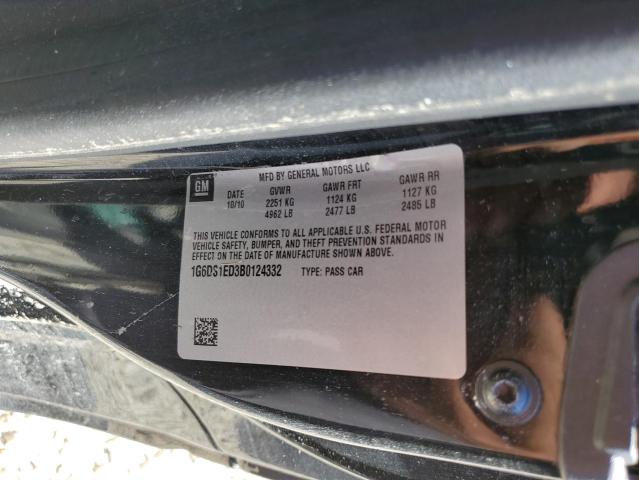 GM
MFD BY GENERAL MOTORS LLC
DATE GVWR GAWR FRT GAWR RR
10/10 2251 KG 1124 KG 1127 KG
4962 LB 2477 LB 2485 LB
THIS VEHICLE CONFORMS TO ALL APPLICABLE U.S. FEDERAL MOTOR
VEHICLE SAFETY, BUMPER, AND THEFT PREVENTION STANDARDS IN
EFFECT ON THE DATE OF MANUFACTURE SHOWN ABOVE.
1G6DS1ED3B0124332 TYPE: PASS CAR